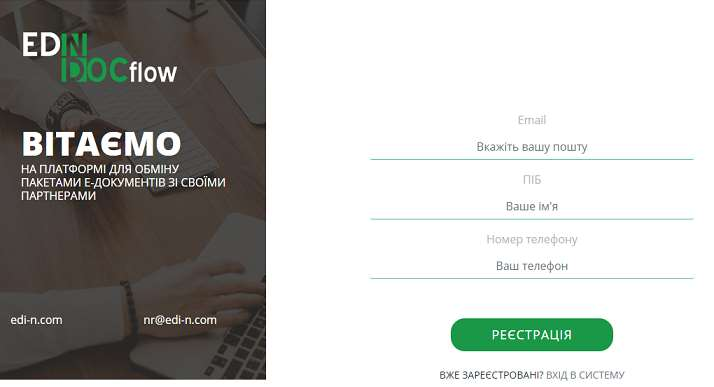 EDIN
DOCflow
ВІТАЄМО
НА ПЛАТФОРМІ ДЛЯ ОБМІНУ
ПАКЕТАМИ Е-ДОКУМЕНТІВ ЗІ СВОЇМИ
ПАРТНЕРАМИ
edi-n.com nr@edi-n.com
Email
Вкажіть вашу пошту
ПІБ
Ваше ім'я
Номер телефону
Ваш телефон
РЕЄСТРАЦІЯ
ВЖЕ ЗАРЕЄСТРОВАНІ? ВХІД В СИСТЕМУ